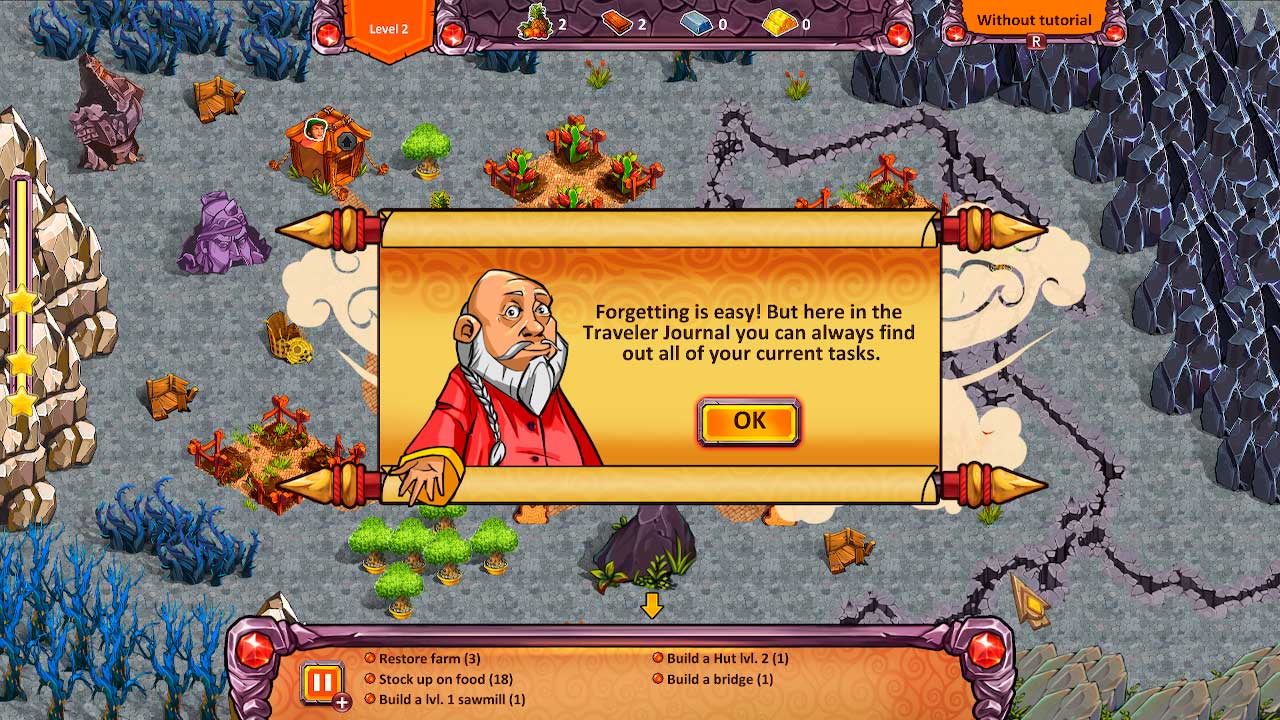 Level 2
2
2
0
0
Without tutorial
R
Forgetting is easy! But here in the
Traveler Journal you can always find
out all of your current tasks.
OK
Restore farm (3)
Stock up on food (18)
Build a lvl. 1 sawmill (1)
Build a Hut lvl. 2 (1)
Build a bridge (1)